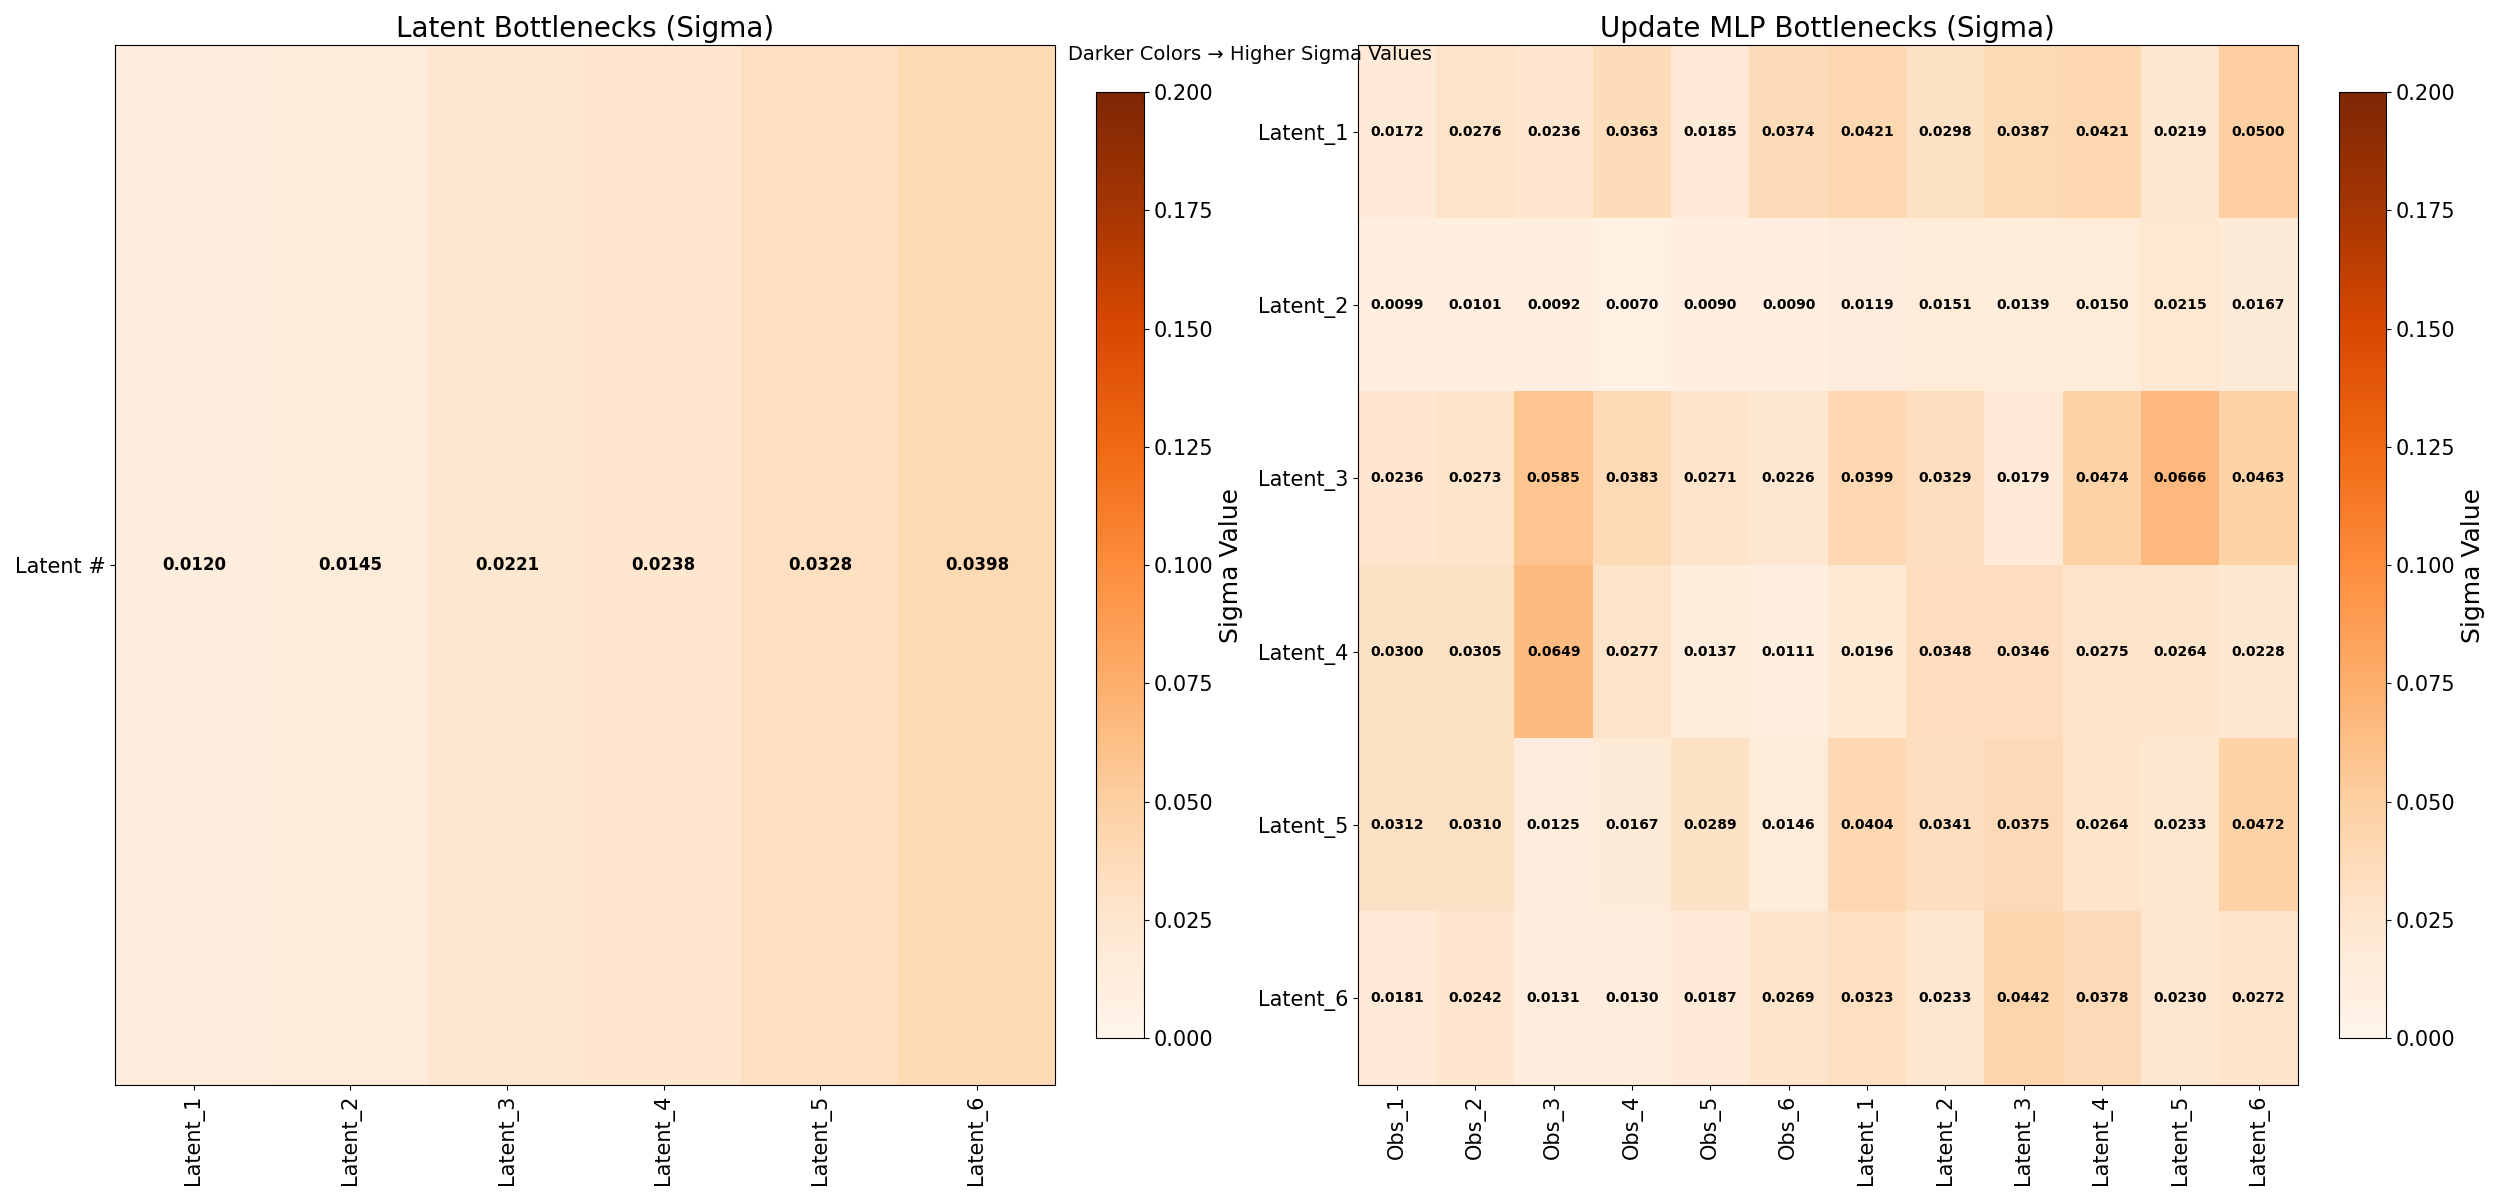 Latent Bottlenecks (Sigma)
Latent #
0.0120 0.0145 0.0221 0.0238 0.0328 0.0398
Latent_1
Latent_2
Latent_3
Latent_4
Latent_5
Latent_6
Darker Colors → Higher Sigma Values
0.200
0.175
0.150
0.125
0.100
0.075
0.050
0.025
0.000
Sigma Value
Update MLP Bottlenecks (Sigma)
Latent_1 0.0172 0.0276 0.0236 0.0363 0.0185 0.0374 0.0421 0.0298 0.0387 0.0421 0.0219 0.0500
Latent_2 0.0099 0.0101 0.0092 0.0070 0.0090 0.0090 0.0119 0.0151 0.0139 0.0150 0.0215 0.0167
Latent_3 0.0236 0.0273 0.0585 0.0383 0.0271 0.0226 0.0399 0.0329 0.0179 0.0474 0.0666 0.0463
Latent_4 0.0300 0.0305 0.0649 0.0277 0.0137 0.0111 0.0196 0.0348 0.0346 0.0275 0.0264 0.0228
Latent_5 0.0312 0.0310 0.0125 0.0167 0.0289 0.0146 0.0404 0.0341 0.0375 0.0264 0.0233 0.0472
Latent_6 0.0181 0.0242 0.0131 0.0130 0.0187 0.0269 0.0323 0.0233 0.0442 0.0378 0.0230 0.0272
Obs_1
Obs_2
Obs_3
Obs_4
Obs_5
Obs_6
Latent_1
Latent_2
Latent_3
Latent_4
Latent_5
Latent_6
0.200
0.175
0.150
0.125
0.100
0.075
0.050
0.025
0.000
Sigma Value